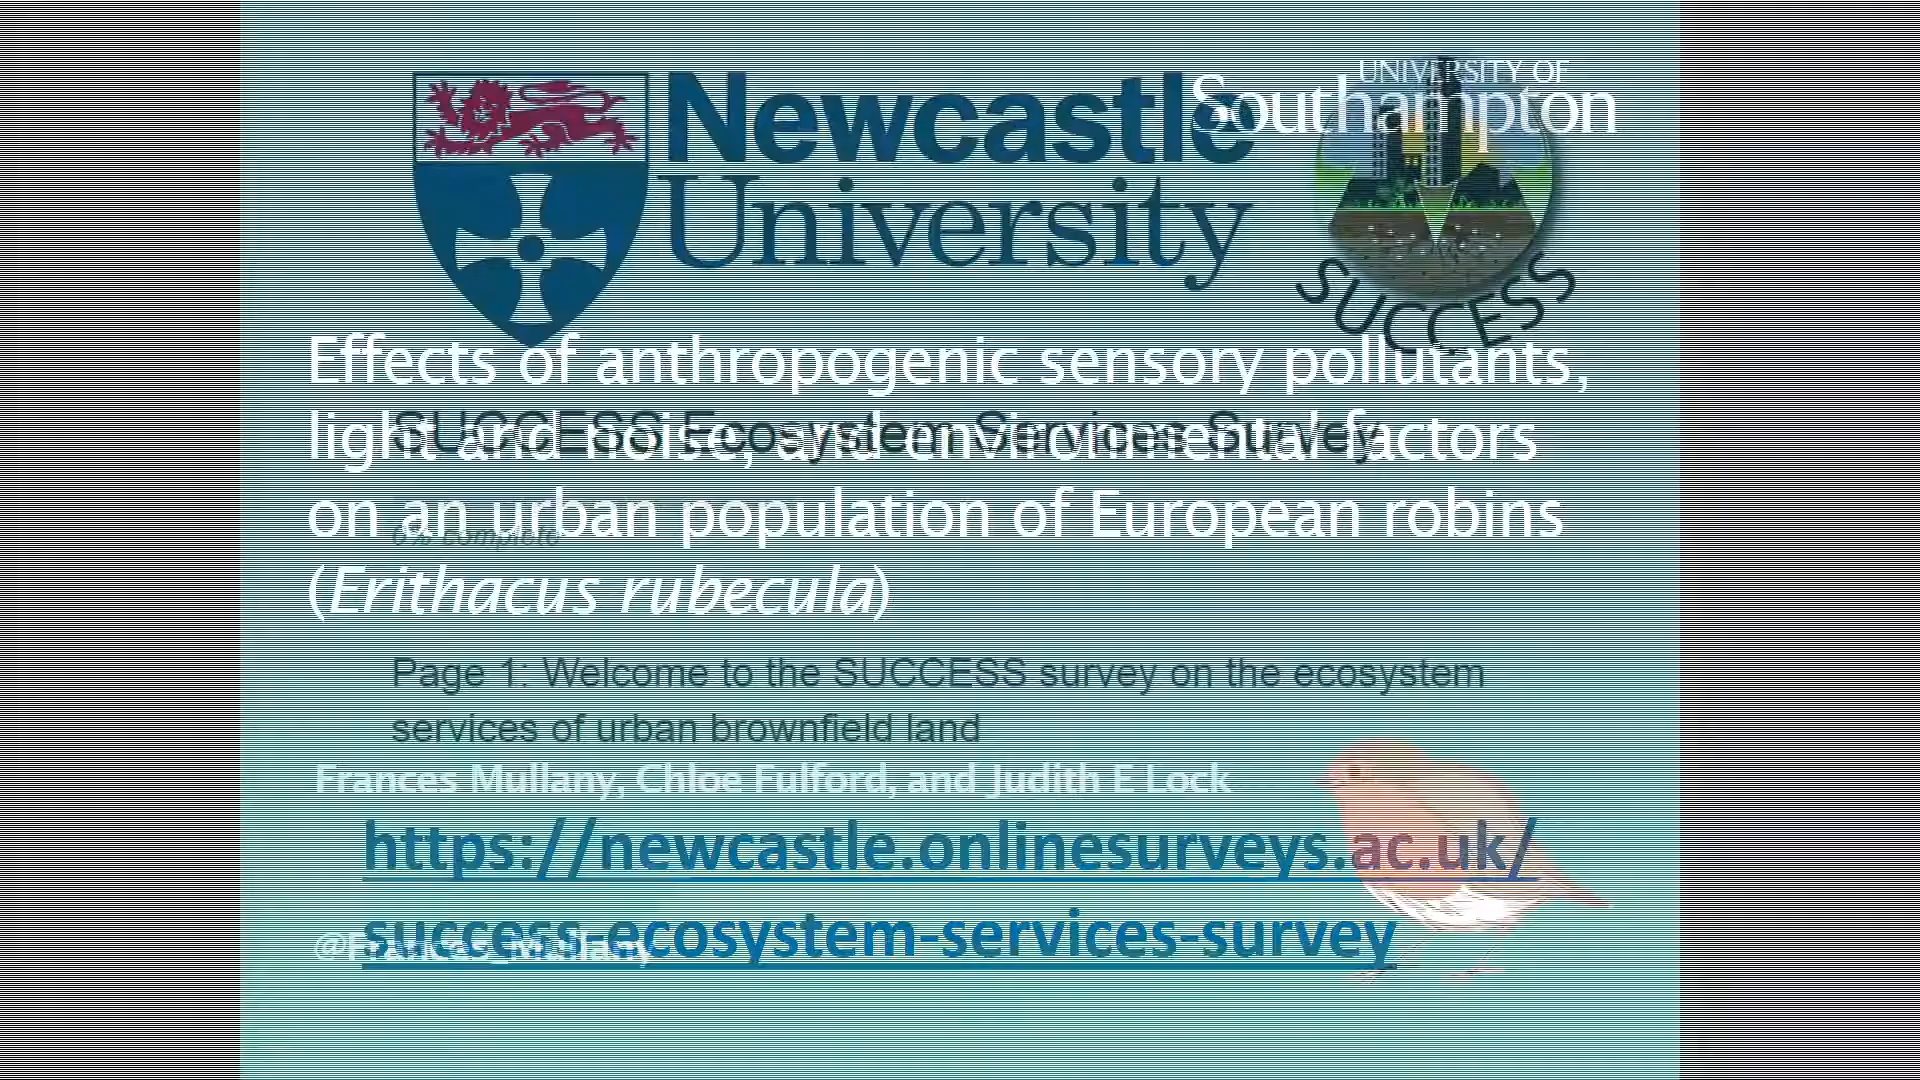 Newcastle
University
UNIVERSITY OF
Southampton
SUCCESS
Effects of anthropogenic sensory pollutants,
light and noise, and environmental factors
on an urban population of European robins
(Erithacus rubecula)
SUCCESS Ecosystem Services Survey
6% complete
Page 1: Welcome to the SUCCESS survey on the ecosystem
services of urban brownfield land
Frances Mullany, Chloe Fulford, and Judith E Lock
https://newcastle.onlinesurveys.ac.uk/
success-ecosystem-services-survey
@Frances_Mullany